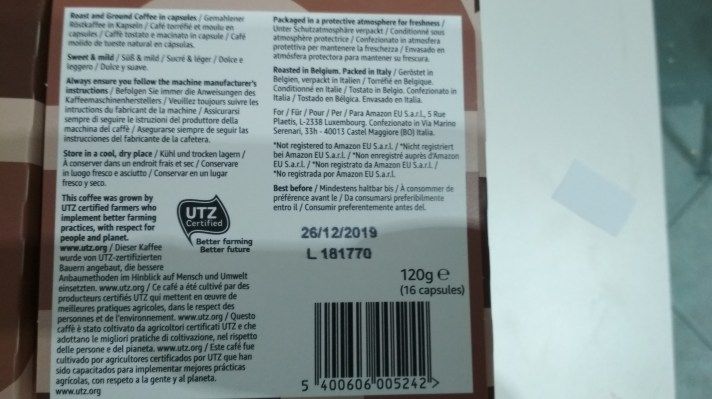 Roast and Ground Coffee in capsules / Gemahlener
Röstkaffee in Kapseln / Café torréfié et moulu en
capsules / Caffè tostato e macinato in capsule / Café
molido de tueste natural en cápsulas.
Sweet & mild / Süß & mild / Sucré & léger / Dolce e
leggero / Dulce y suave.
Always ensure you follow the machine manufacturer's
instructions / Befolgen Sie immer die Anweisungen des
Kaffeemaschinenherstellers / Veuillez toujours suivre les
intructions du fabricant de la machine / Assicurarsi
sempre di seguire le istruzioni del produttore della
macchina del caffè / Asegurarse siempre de seguir las
instrucciones del fabricante de la cafetera.
Store in a cool, dry place / Kühl und trocken lagern /
À conserver dans un endroit frais et sec / Conservare
in luogo fresco e asciutto / Conservar en un lugar
fresco y seco.
This coffee was grown by
UTZ certified farmers who
implement better farming
practices, with respect for
people and planet.
www.utz.org / Dieser Kaffee
wurde von UTZ-zertifizierten
Bauern angebaut, die bessere
Anbaumethoden im Hinblick auf Mensch und Umwelt
einsetzten. www.utz.org / Ce café a été cultivé par des
producteurs certifiés UTZ qui mettent en œuvre de
meilleures pratiques agricoles, dans le respect des
personnes et de l'environnement. www.utz.org / Questo
caffè è stato coltivato da agricoltori certificati UTZ e che
adottano le migliori pratiche di coltivazione, nel rispetto
delle persone e del pianeta. www.utz.org / Este café fue
cultivado por agricultores certificados por UTZ que han
sido capacitados para implementar mejores prácticas
agrícolas, con respeto a la gente y al planeta.
www.utz.org
UTZ
Certified
Better farming
Better future
Packaged in a protective atmosphere for freshness /
Unter Schutzatmosphäre verpackt / Conditionné sous
atmosphère protectrice / Confezionato in atmosfera
protettiva per mantenere la freschezza / Envasado en
atmósfera protectora para mantener su frescura.
Roasted in Belgium. Packed in Italy / Geröstet in
Belgien, verpackt in Italien / Torréfié en Belgique.
Conditionné en Italie / Tostato in Belgio. Confezionato in
Italia / Tostado en Bélgica. Envasado en Italia.
For / Für / Pour / Per / Para Amazon EU S.a.r.l., 5 Rue
Plaetis, L-2338 Luxembourg. Confezionato in Via Marino
Serenari, 33h - 40013 Castel Maggiore (BO) Italia.
*Not registered to Amazon EU S.a.r.l. / *Nicht registriert
bei Amazon EU S.a.r.l. / *Non enregistré auprès d'Amazon
EU S.a.r.l. / *Non registrato da Amazon EU S.a.r.l. /
*No registrada por Amazon EU S.a.r.l.
Best before / Mindestens haltbar bis / À consommer de
préférence avant le / Da consumarsi preferibilmente
entro il / Consumir preferentemente antes del.
26/12/2019
L 181770
120g e
(16 capsules)
5 400606 005242 >